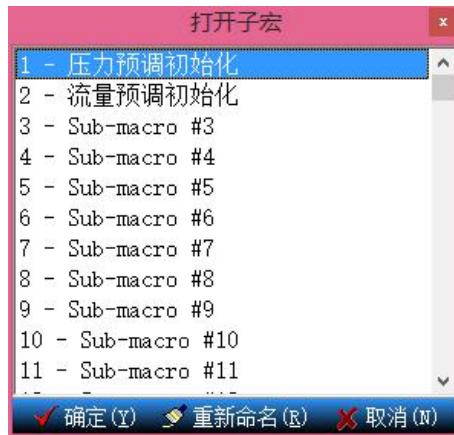 打开子宏
x
1 - 压力预调初始化
2 - 流量预调初始化
3 - Sub-macro #3
4 - Sub-macro #4
5 - Sub-macro #5
6 - Sub-macro #6
7 - Sub-macro #7
8 - Sub-macro #8
9 - Sub-macro #9
10 - Sub-macro #10
11 - Sub-macro #11
确定(Y) 重新命名(R) 取消(N)